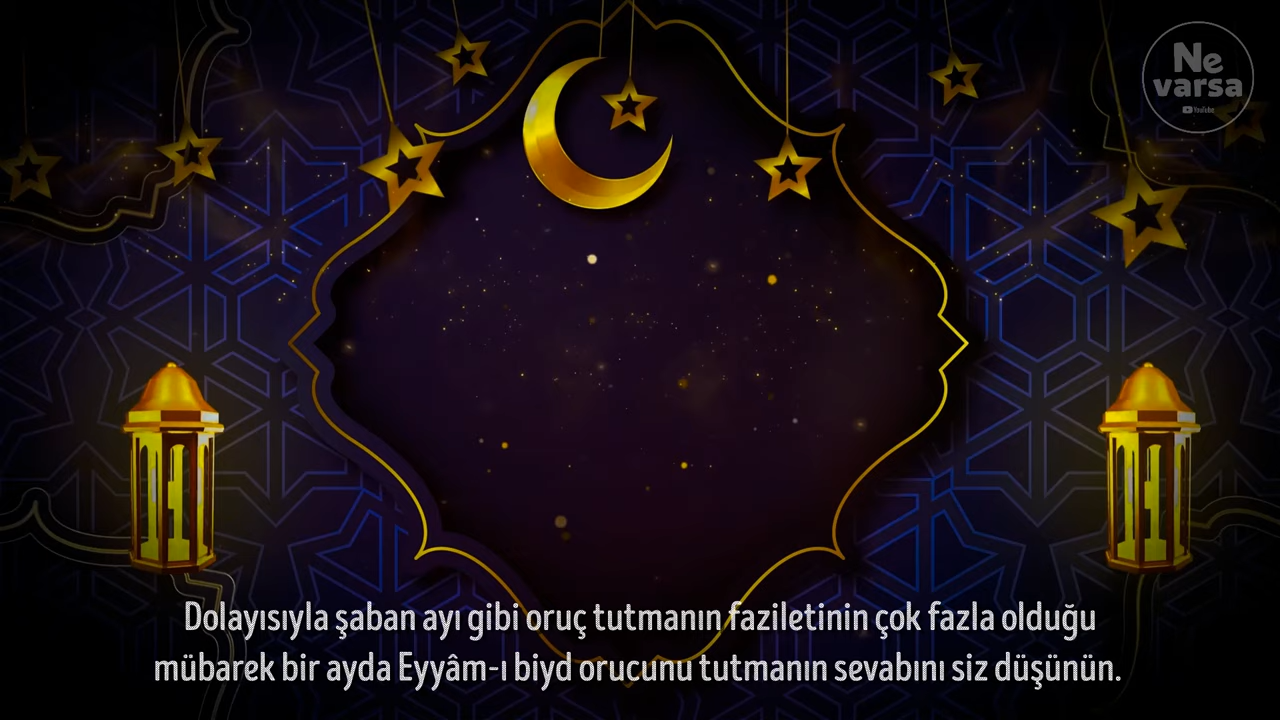 Ne
varsa
YouTube
Dolayısıyla şaban ayı gibi oruç tutmanın faziletinin çok fazla olduğu
mübarek bir ayda Eyyâm-ı biyd orucunu tutmanın sevabını siz düşünün.